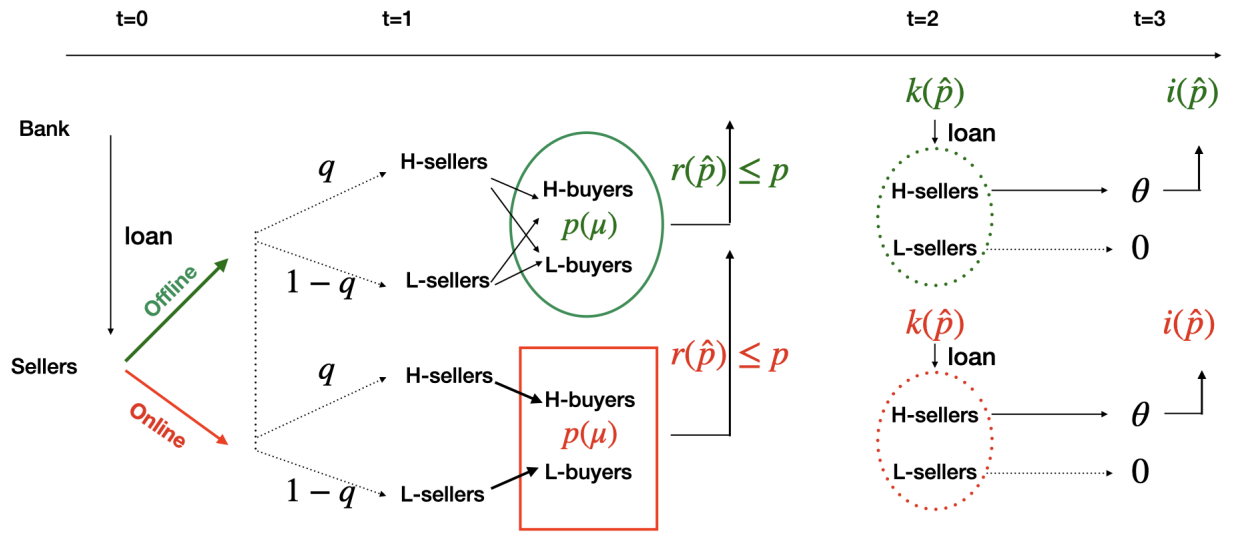 t=0 t=1 t=2 t=3
k(p̂) i(p̂)
Bank
loan
q H-sellers r(p̂) ≤ p
H-buyers H-sellers θ
p(μ)
loan
Offline
1 − q L-sellers L-buyers L-sellers 0
k(p̂) i(p̂)
Sellers r(p̂) ≤ p loan
q H-sellers
Online
H-buyers H-sellers θ
p(μ)
L-buyers L-sellers 0
1 − q L-sellers